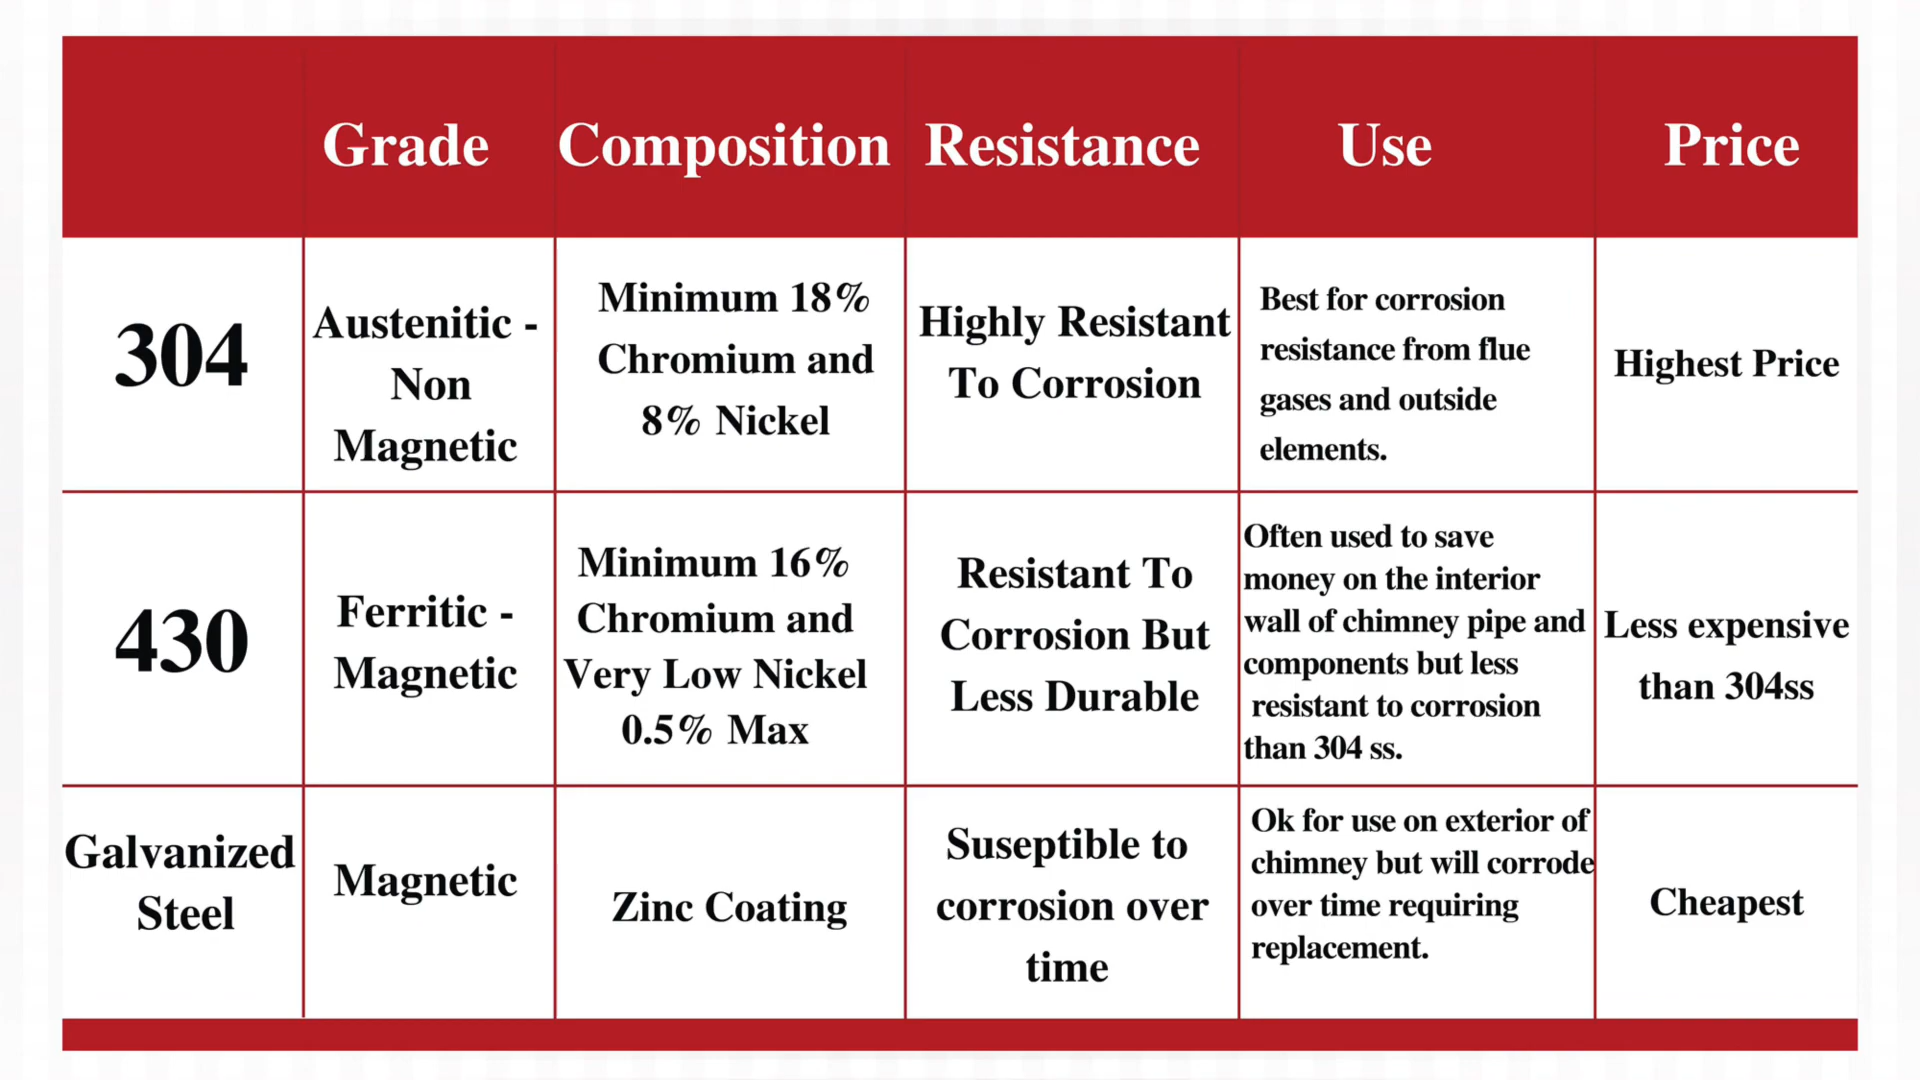 Grade Composition Resistance Use Price
304
Austenitic -
Non
Magnetic
Minimum 18%
Chromium and
8% Nickel
Highly Resistant
To Corrosion
Best for corrosion
resistance from flue
gases and outside
elements.
Highest Price
430
Ferritic -
Magnetic
Minimum 16%
Chromium and
Very Low Nickel
0.5% Max
Resistant To
Corrosion But
Less Durable
Often used to save
money on the interior
wall of chimney pipe and
components but less
resistant to corrosion
than 304 ss.
Less expensive
than 304ss
Galvanized
Steel
Magnetic
Zinc Coating
Suseptible to
corrosion over
time
Ok for use on exterior of
chimney but will corrode
over time requiring
replacement.
Cheapest